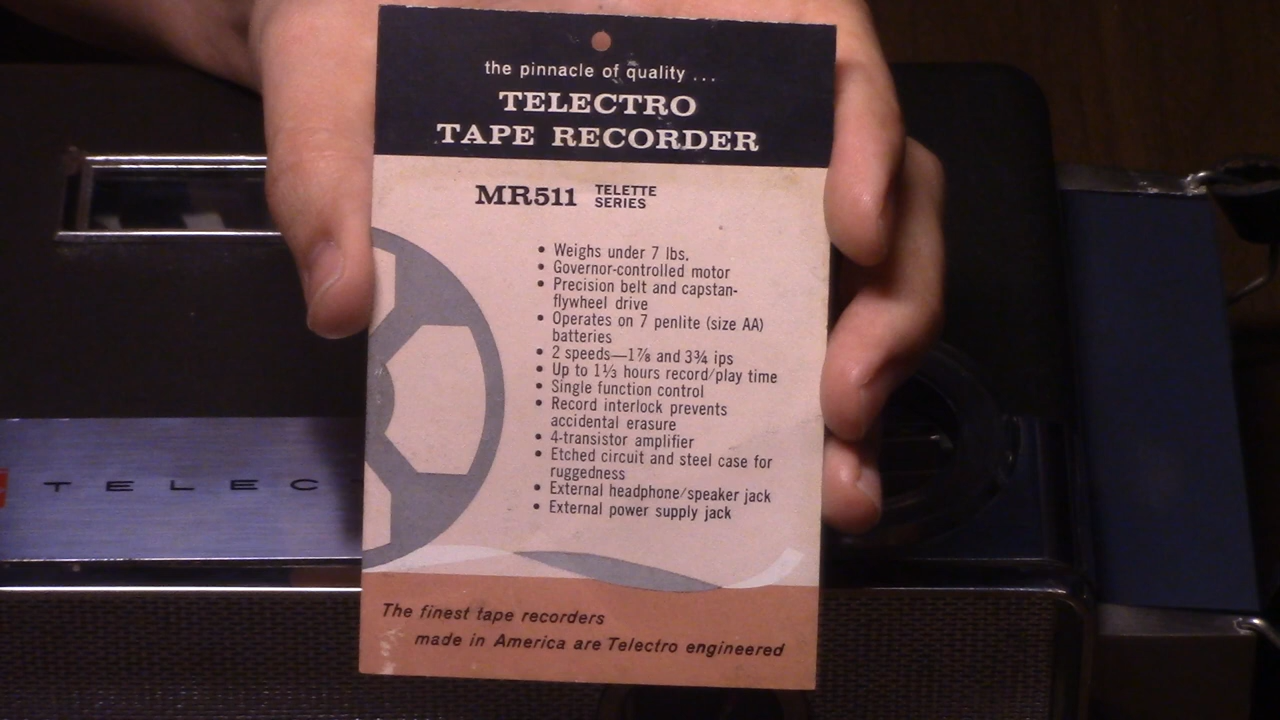 the pinnacle of quality ...
TELECTRO
TAPE RECORDER
MR511 TELETTE
SERIES
• Weighs under 7 lbs.
• Governor-controlled motor
• Precision belt and capstan-
flywheel drive
• Operates on 7 penlite (size AA)
batteries
• 2 speeds—1⅞ and 3¾ ips
• Up to 1⅓ hours record/play time
• Single function control
• Record interlock prevents
accidental erasure
• 4-transistor amplifier
• Etched circuit and steel case for
ruggedness
• External headphone/speaker jack
• External power supply jack
The finest tape recorders
made in America are Telectro engineered
TELEC